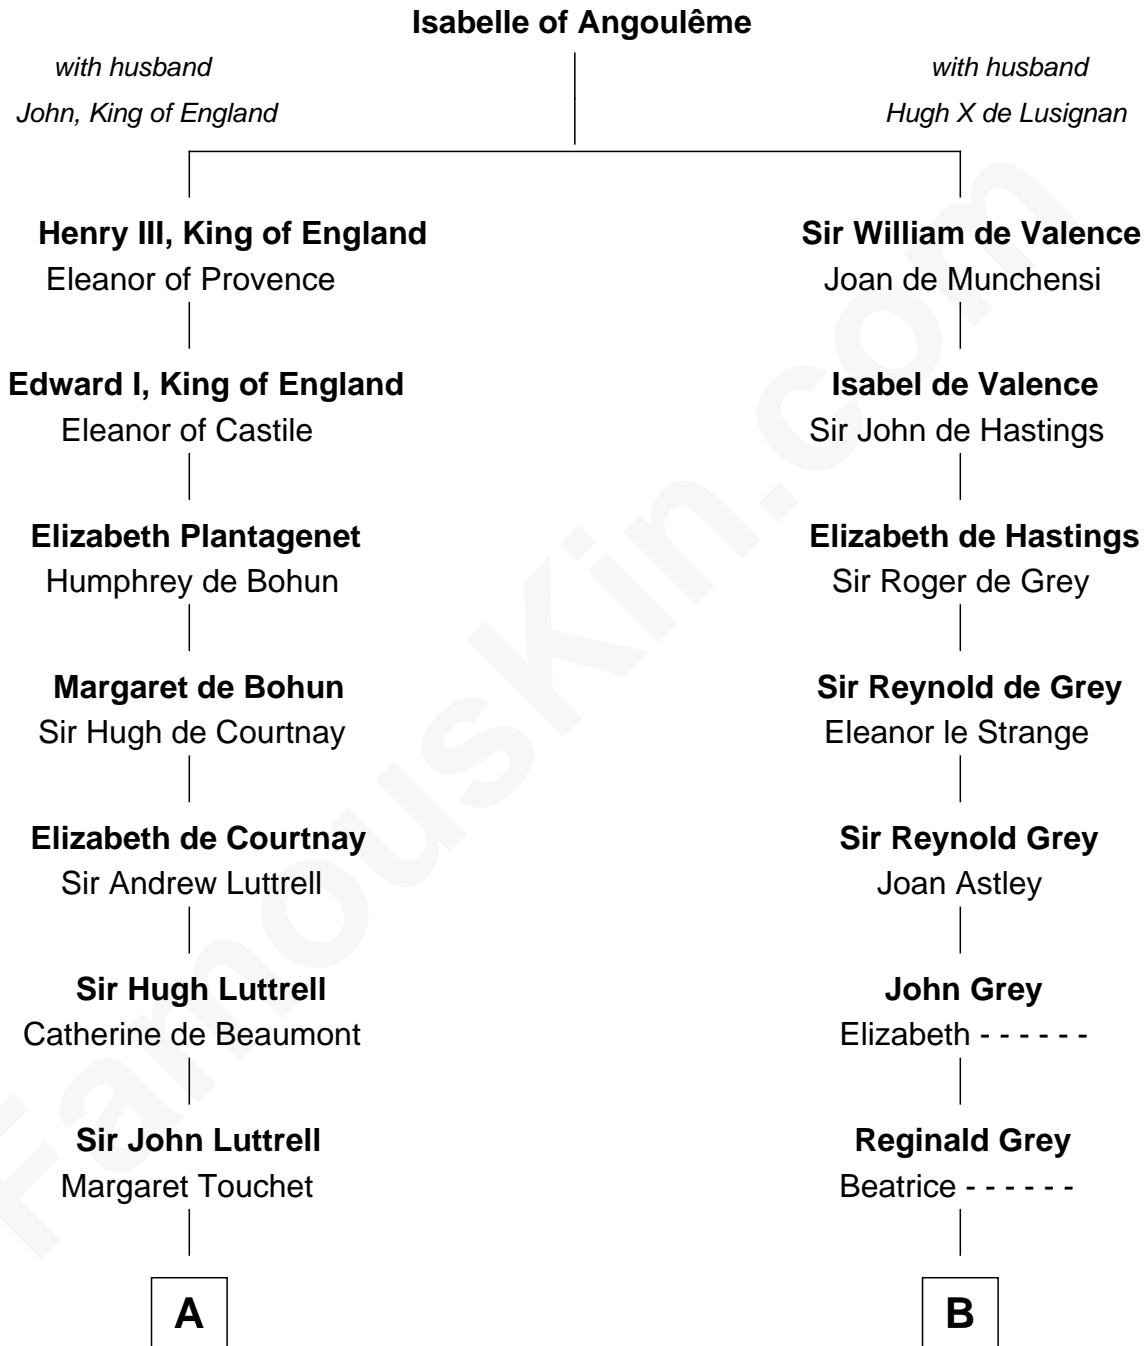 Isabelle of Angoulême
with husband
John, King of England
with husband
Hugh X de Lusignan
Henry III, King of England
Eleanor of Provence
Sir William de Valence
Joan de Munchensi
Edward I, King of England
Eleanor of Castile
Isabel de Valence
Sir John de Hastings
Elizabeth Plantagenet
Humphrey de Bohun
Elizabeth de Hastings
Sir Roger de Grey
Margaret de Bohun
Sir Hugh de Courtnay
Sir Reynold de Grey
Eleanor le Strange
Elizabeth de Courtnay
Sir Andrew Luttrell
Sir Reynold Grey
Joan Astley
Sir Hugh Luttrell
Catherine de Beaumont
John Grey
Elizabeth - - - - - -
Sir John Luttrell
Margaret Touchet
Reginald Grey
Beatrice - - - - - -
A
B
FamousKin.com